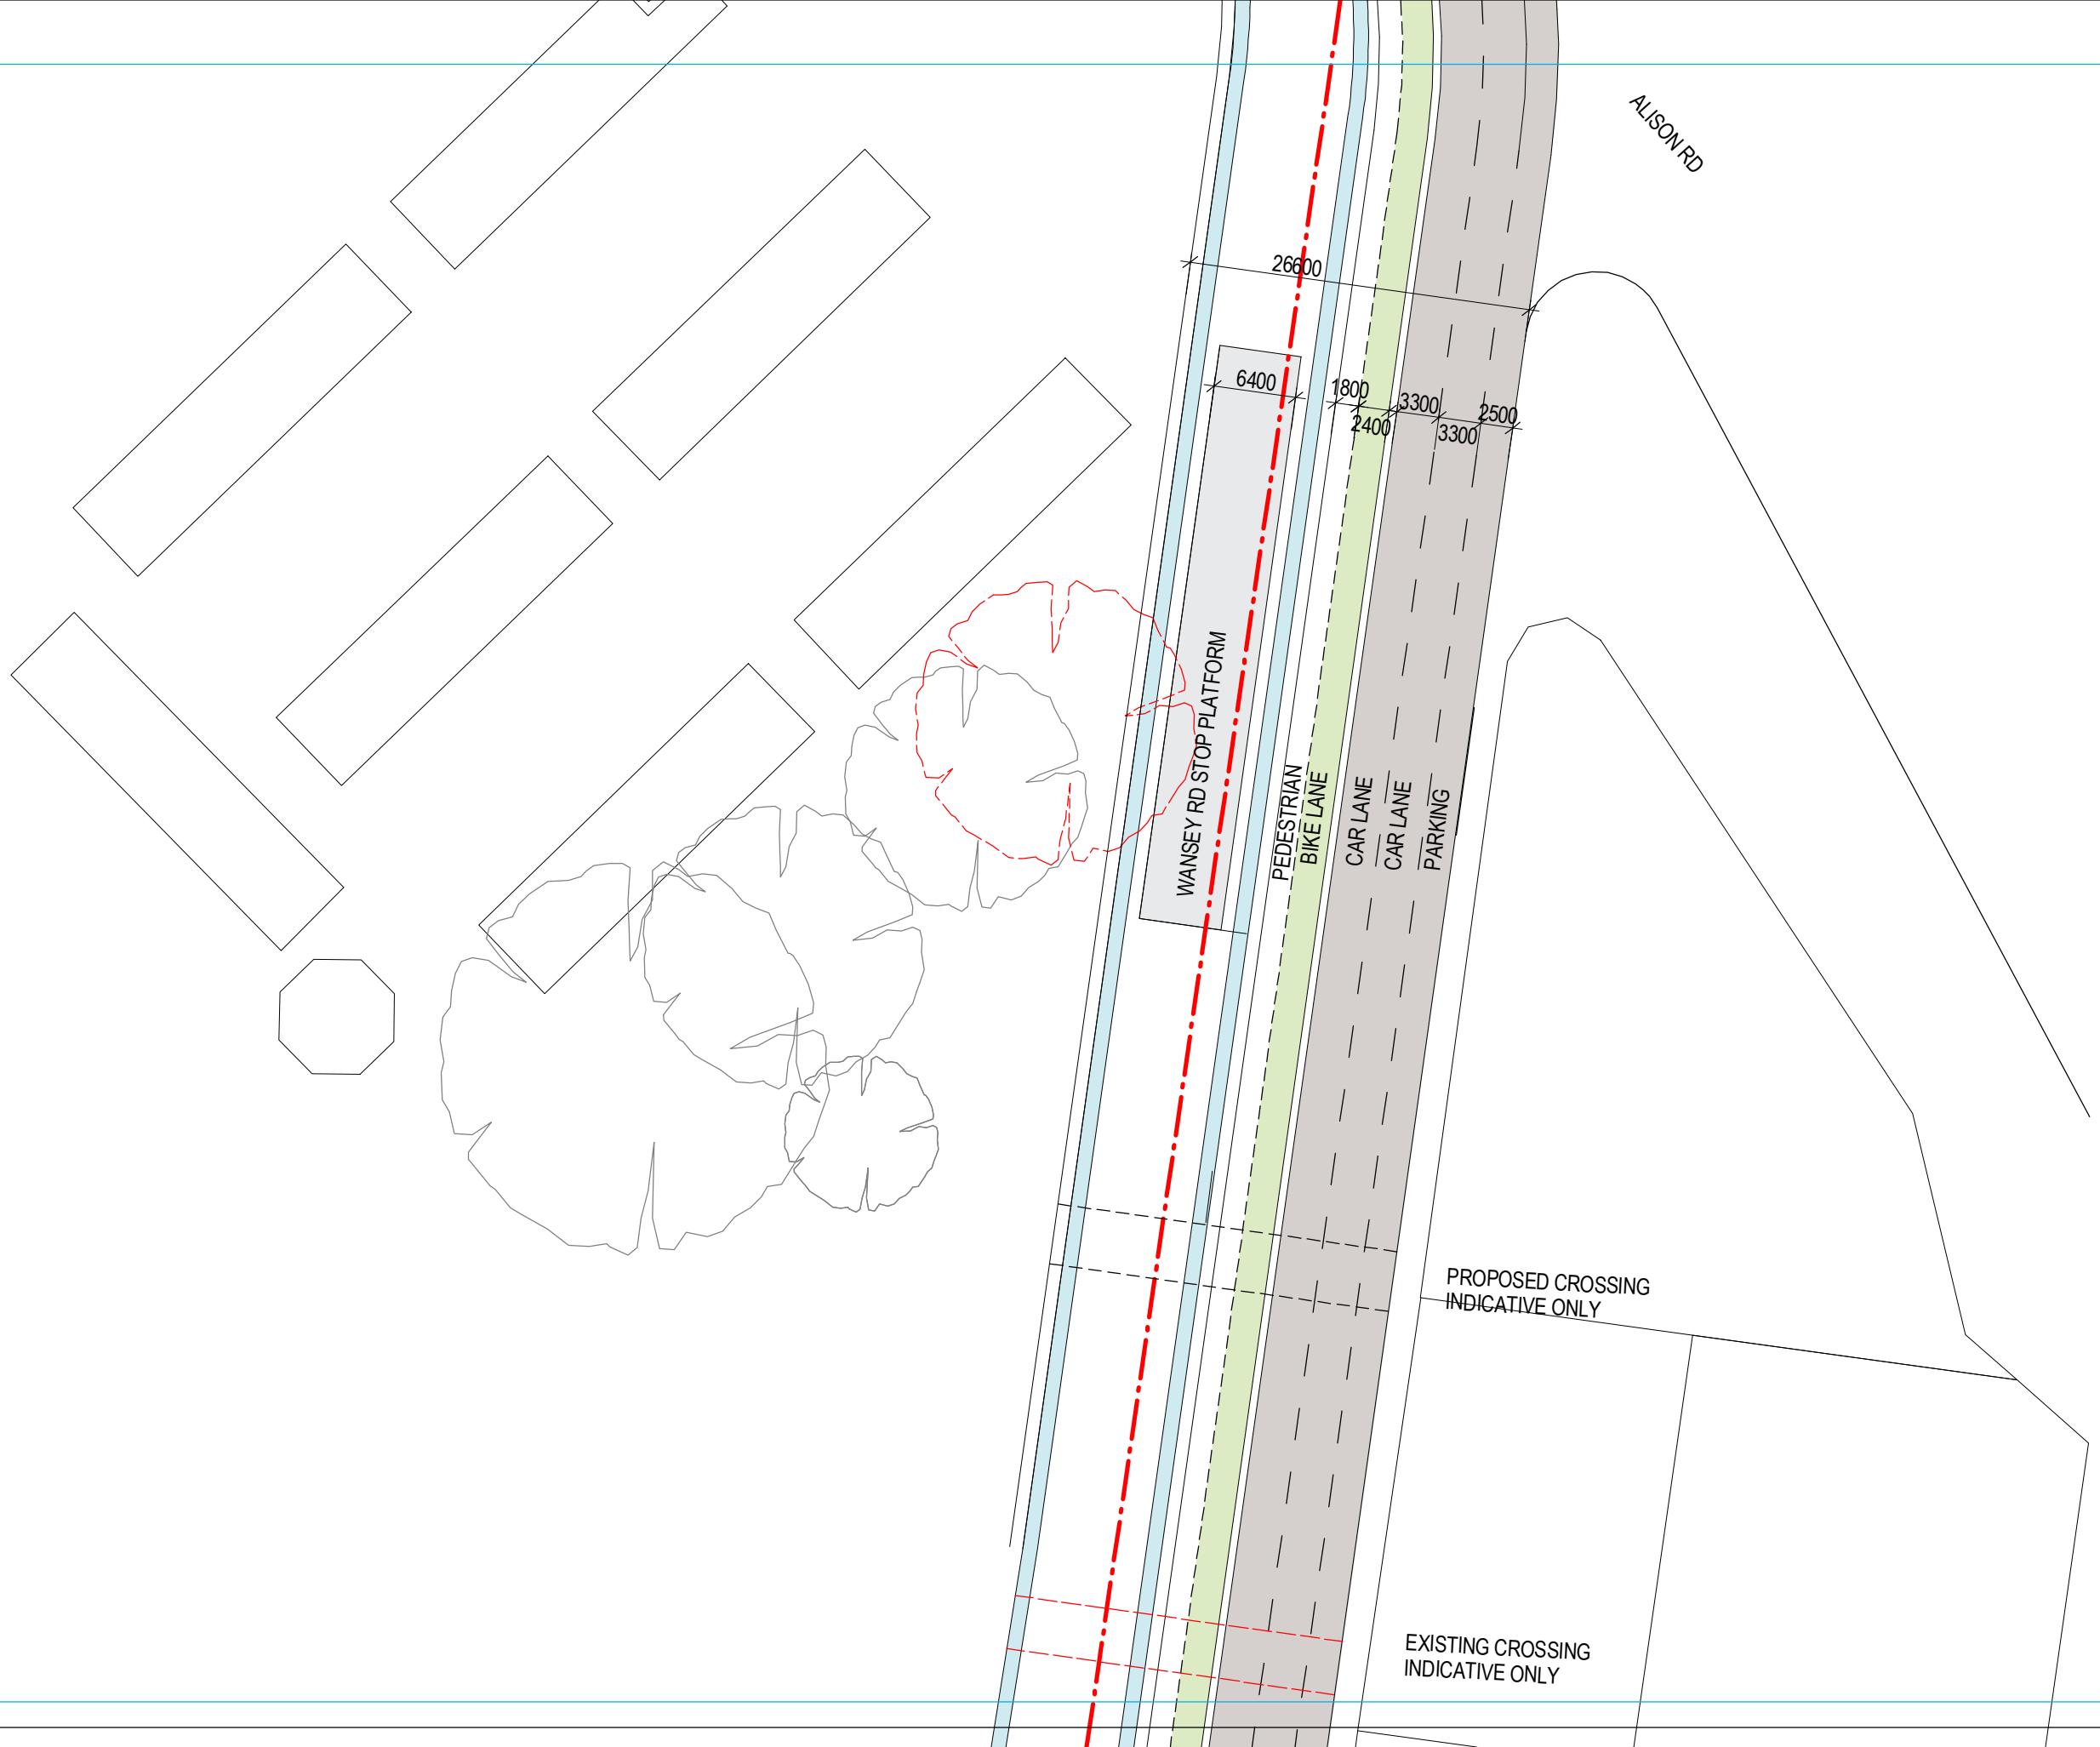 ALISON RD
26600
6400
1800
2400
3300
3300
2500
WANSEY RD STOP PLATFORM
PEDESTRIAN
BIKE LANE
CAR LANE
CAR LANE
PARKING
PROPOSED CROSSING
INDICATIVE ONLY
EXISTING CROSSING
INDICATIVE ONLY